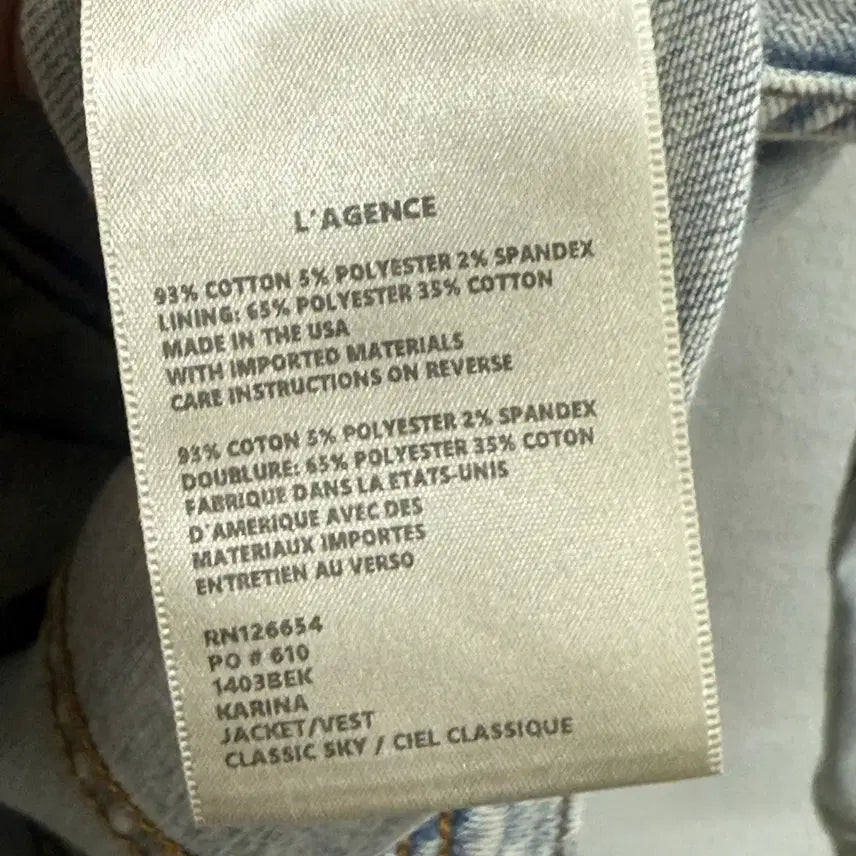 L'AGENCE
93% COTTON 5% POLYESTER 2% SPANDEX
LINING: 65% POLYESTER 35% COTTON
MADE IN THE USA
WITH IMPORTED MATERIALS
CARE INSTRUCTIONS ON REVERSE
93% COTON 5% POLYESTER 2% SPANDEX
DOUBLURE: 65% POLYESTER 35% COTON
FABRIQUE DANS LA ETATS-UNIS
D'AMERIQUE AVEC DES
MATERIAUX IMPORTES
ENTRETIEN AU VERSO
RN126654
PO # 610
1403BEK
KARINA
JACKET/VEST
CLASSIC SKY / CIEL CLASSIQUE